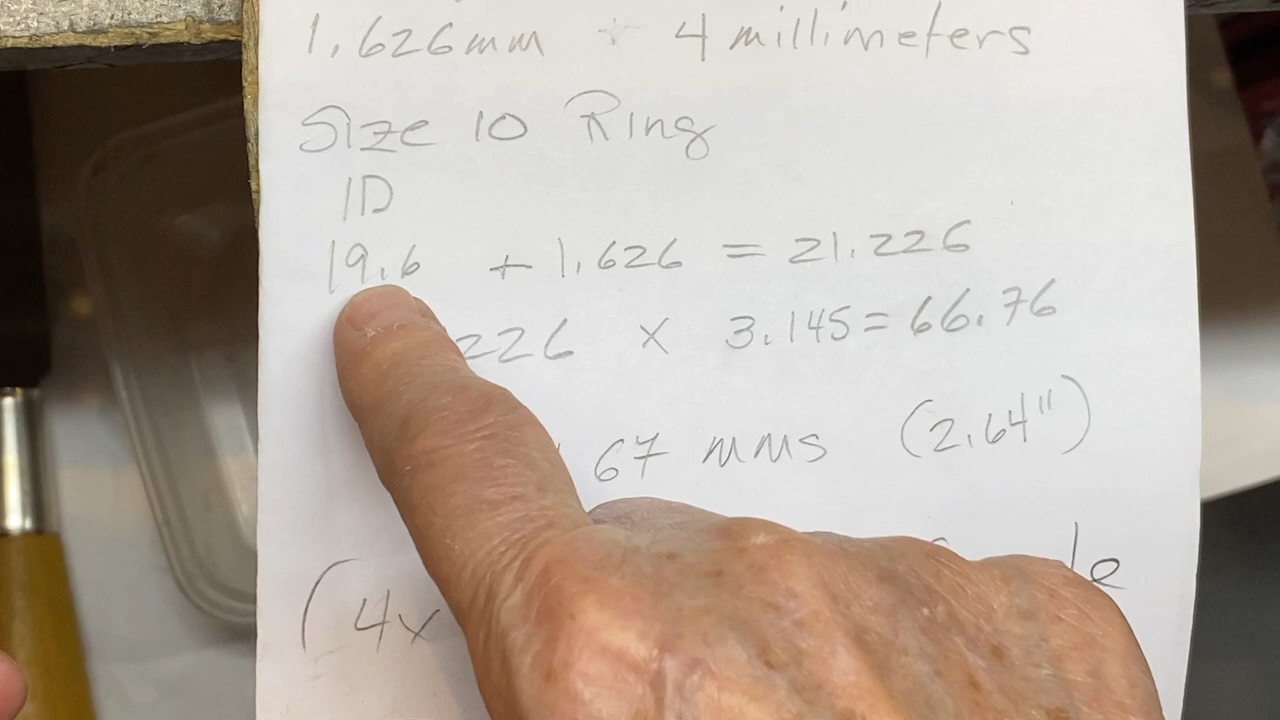 1.626mm + 4 millimeters
Size 10 Ring
ID
19.6 + 1.626 = 21.226
226 x 3.145 = 66.76
67 mms (2.64")
(4x